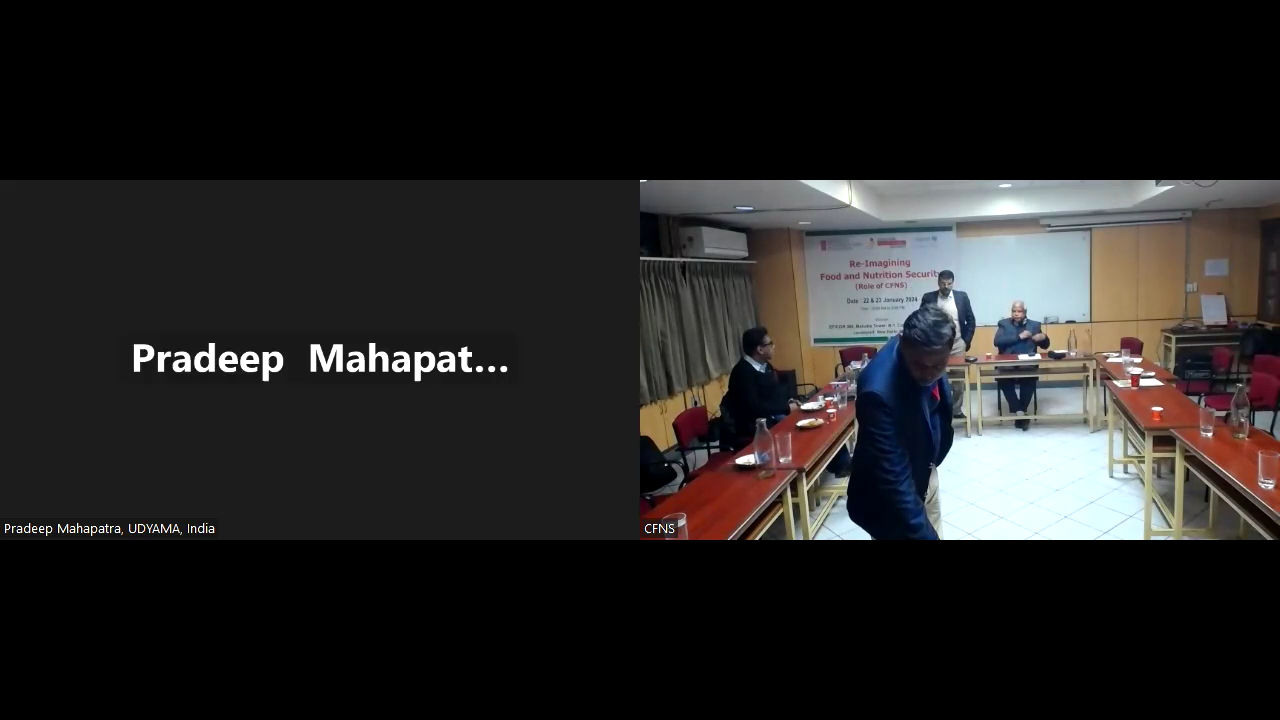 Pradeep Mahapat...
Pradeep Mahapatra, UDYAMA, India
Re-Imagining
Food and Nutrition Securit
(Role of CFNS)
Date : 22 & 23 January 2024
CFNS